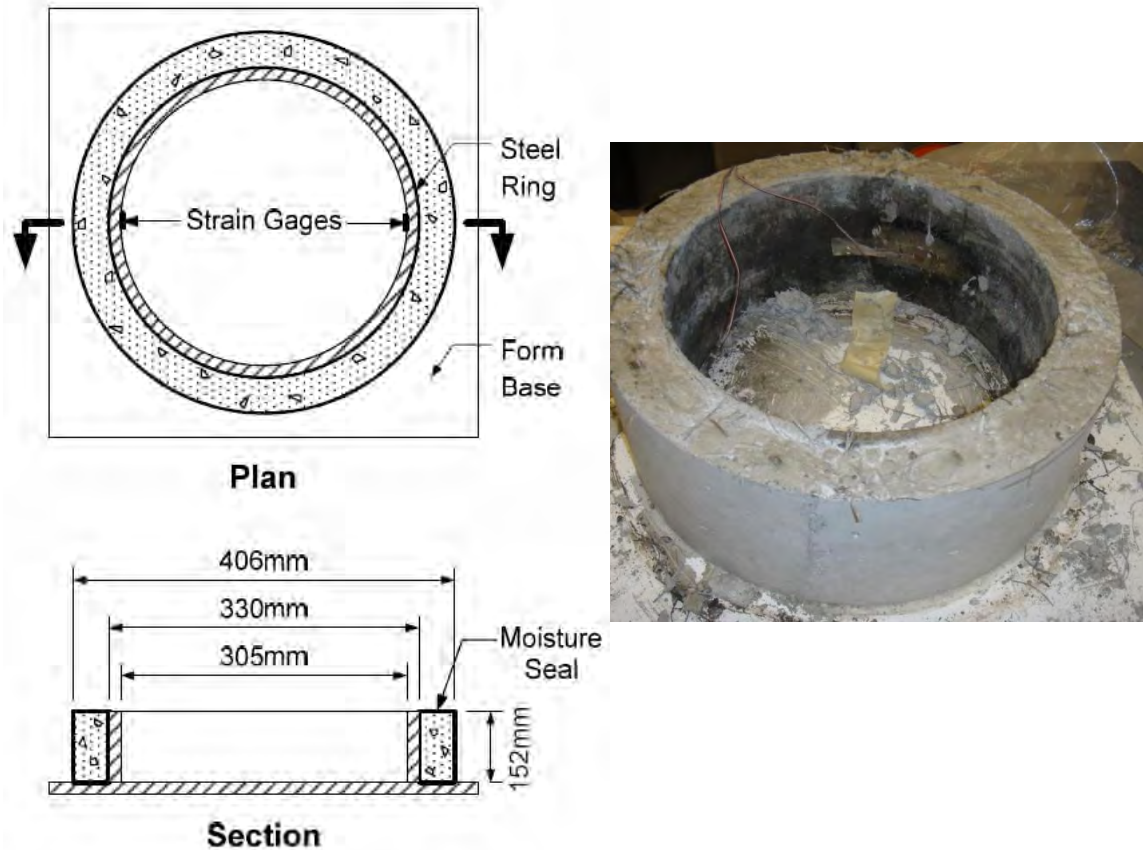 Steel
Ring
Strain Gages
Form
Base
Plan
406mm
330mm
305mm
Moisture
Seal
152mm
Section